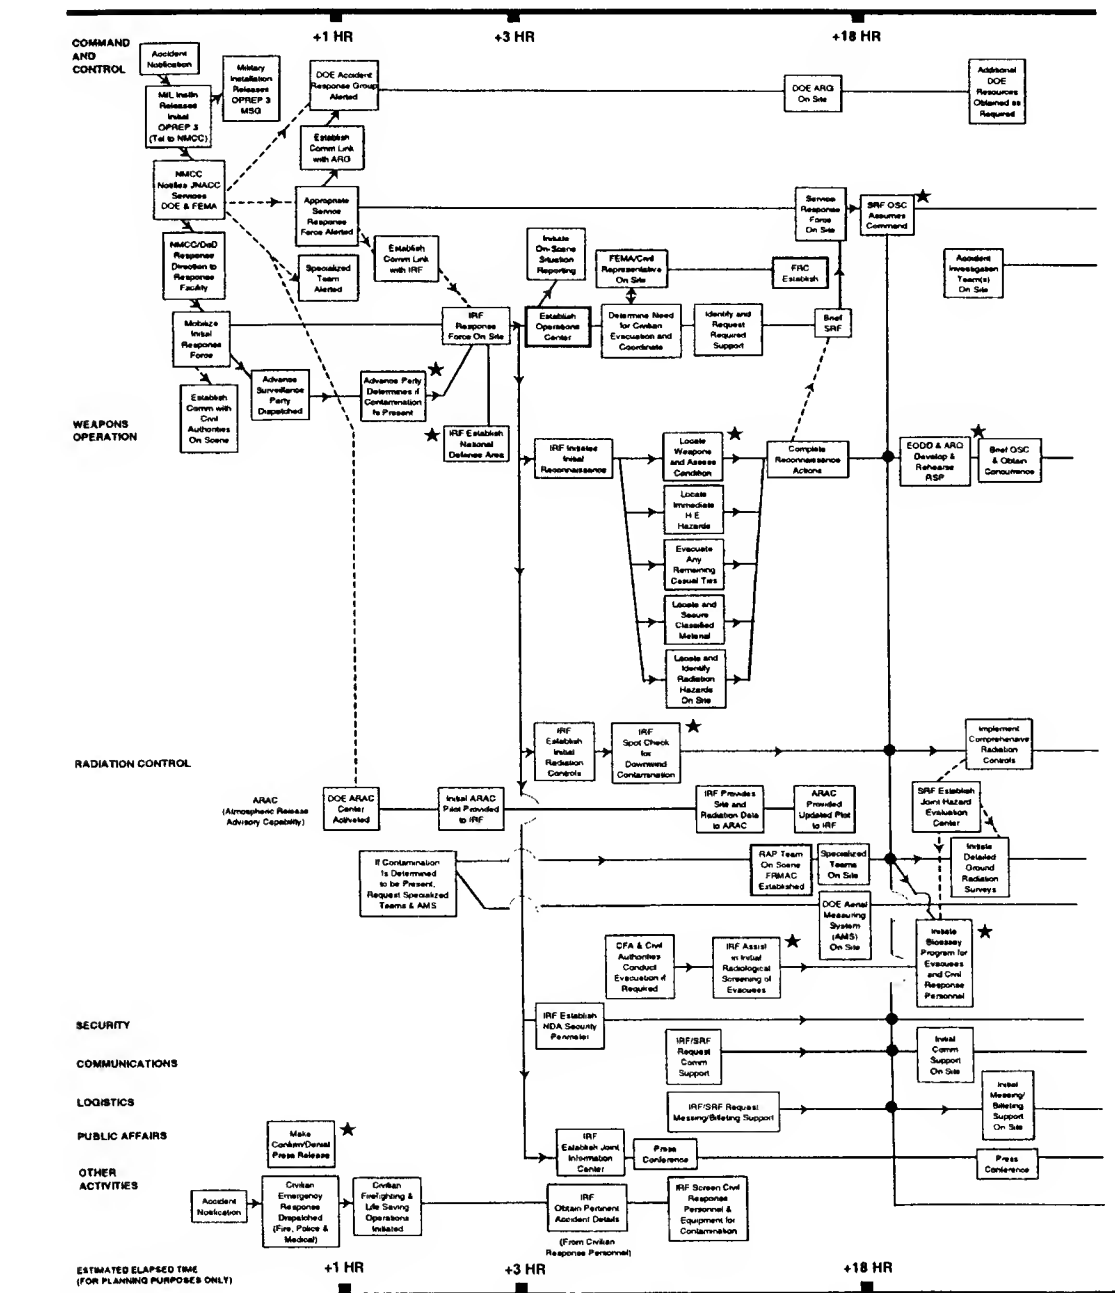 +1 HR
+3 HR
+18 HR
COMMAND
AND
CONTROL
Accident
Notification
Military
Installation
Releases
OPREP 3
MSG
MIL Instln
Releases
Initial
OPREP 3
(Tel to NMCC)
DOE Accident
Response Group
Alerted
DOE ARG
On Site
Additional
DOE
Resources
Obtained as
Required
Establish
Comm Link
with ARG
NMCC
Notifies JNACC
Services
DOE & FEMA
Appropriate
Service
Response
Force Alerted
Service
Response
Force
On Site
SRF OSC
Assumes
Command
NMCC/DoD
Response
Direction to
Response
Facility
Specialized
Team
Alerted
Establish
Comm Link
with IRF
Initiate
On-Scene
Situation
Reporting
FEMA/Civil
Representative
On Site
FRC
Establish
Accident
Investigation
Team(s)
On Site
Mobilize
Initial
Response
Force
IRF
Response
Force On Site
Establish
Operations
Center
Determine Need
for Civilian
Evacuation and
Coordinate
Identify and
Request
Required
Support
Brief
SRF
Advance
Surveillance
Party
Dispatched
Advance Party
Determines if
Contamination
Is Present
Establish
Comm with
Civil
Authorities
On Scene
WEAPONS
OPERATION
IRF Establish
National
Defense Area
IRF Initiates
Initial
Reconnaissance
Locate
Weapons
and Assess
Condition
Complete
Reconnaissance
Actions
EODD & ARG
Develop &
Rehearse
RSP
Brief OSC
& Obtain
Concurrence
Locate
Immediate
H E
Hazards
Evacuate
Any
Remaining
Casual Ties
Locate and
Secure
Classified
Material
Locate and
Identify
Radiation
Hazards
On Site
RADIATION CONTROL
IRF
Establish
Initial
Radiation
Controls
IRF
Spot Check
for
Downwind
Contamination
Implement
Comprehensive
Radiation
Controls
ARAC
(Atmospheric Release
Advisory Capability)
DOE ARAC
Center
Activated
Initial ARAC
Plot Provided
to IRF
IRF Provides
Site and
Radiation Data
to ARAC
ARAC
Provided
Updated Plot
to IRF
SRF Establish
Joint Hazard
Evaluation
Center
If Contamination
Is Determined
to be Present,
Request Specialized
Teams & AMS
RAP Team
On Scene
FRMAC
Established
Specialized
Teams
On Site
Initiate
Detailed
Ground
Radiation
Surveys
DOE Aerial
Measuring
System
(AMS)
On Site
CFA & Civil
Authorities
Conduct
Evacuation if
Required
IRF Assist
in Initial
Radiological
Screening of
Evacuees
Initiate
Bioassay
Program for
Evacuees
and Civil
Response
Personnel
SECURITY
IRF Establish
NDA Security
Perimeter
COMMUNICATIONS
IRF/SRF
Request
Comm
Support
Initial
Comm
Support
On Site
LOGISTICS
IRF/SRF Request
Messing/Billeting Support
Initial
Messing/
Billeting
Support
On Site
PUBLIC AFFAIRS
Make
Confirm/Denial
Press Release
IRF
Establish Joint
Information
Center
Press
Conference
Press
Conference
OTHER
ACTIVITIES
Accident
Notification
Civilian
Emergency
Response
Dispatched
(Fire, Police &
Medical)
Civilian
Firefighting &
Life Saving
Operations
Initiated
IRF
Obtain Pertinent
Accident Details
(From Civilian
Response Personnel)
IRF Screen Civil
Response
Personnel &
Equipment for
Contamination
ESTIMATED ELAPSED TIME
(FOR PLANNING PURPOSES ONLY)
+1 HR
+3 HR
+18 HR